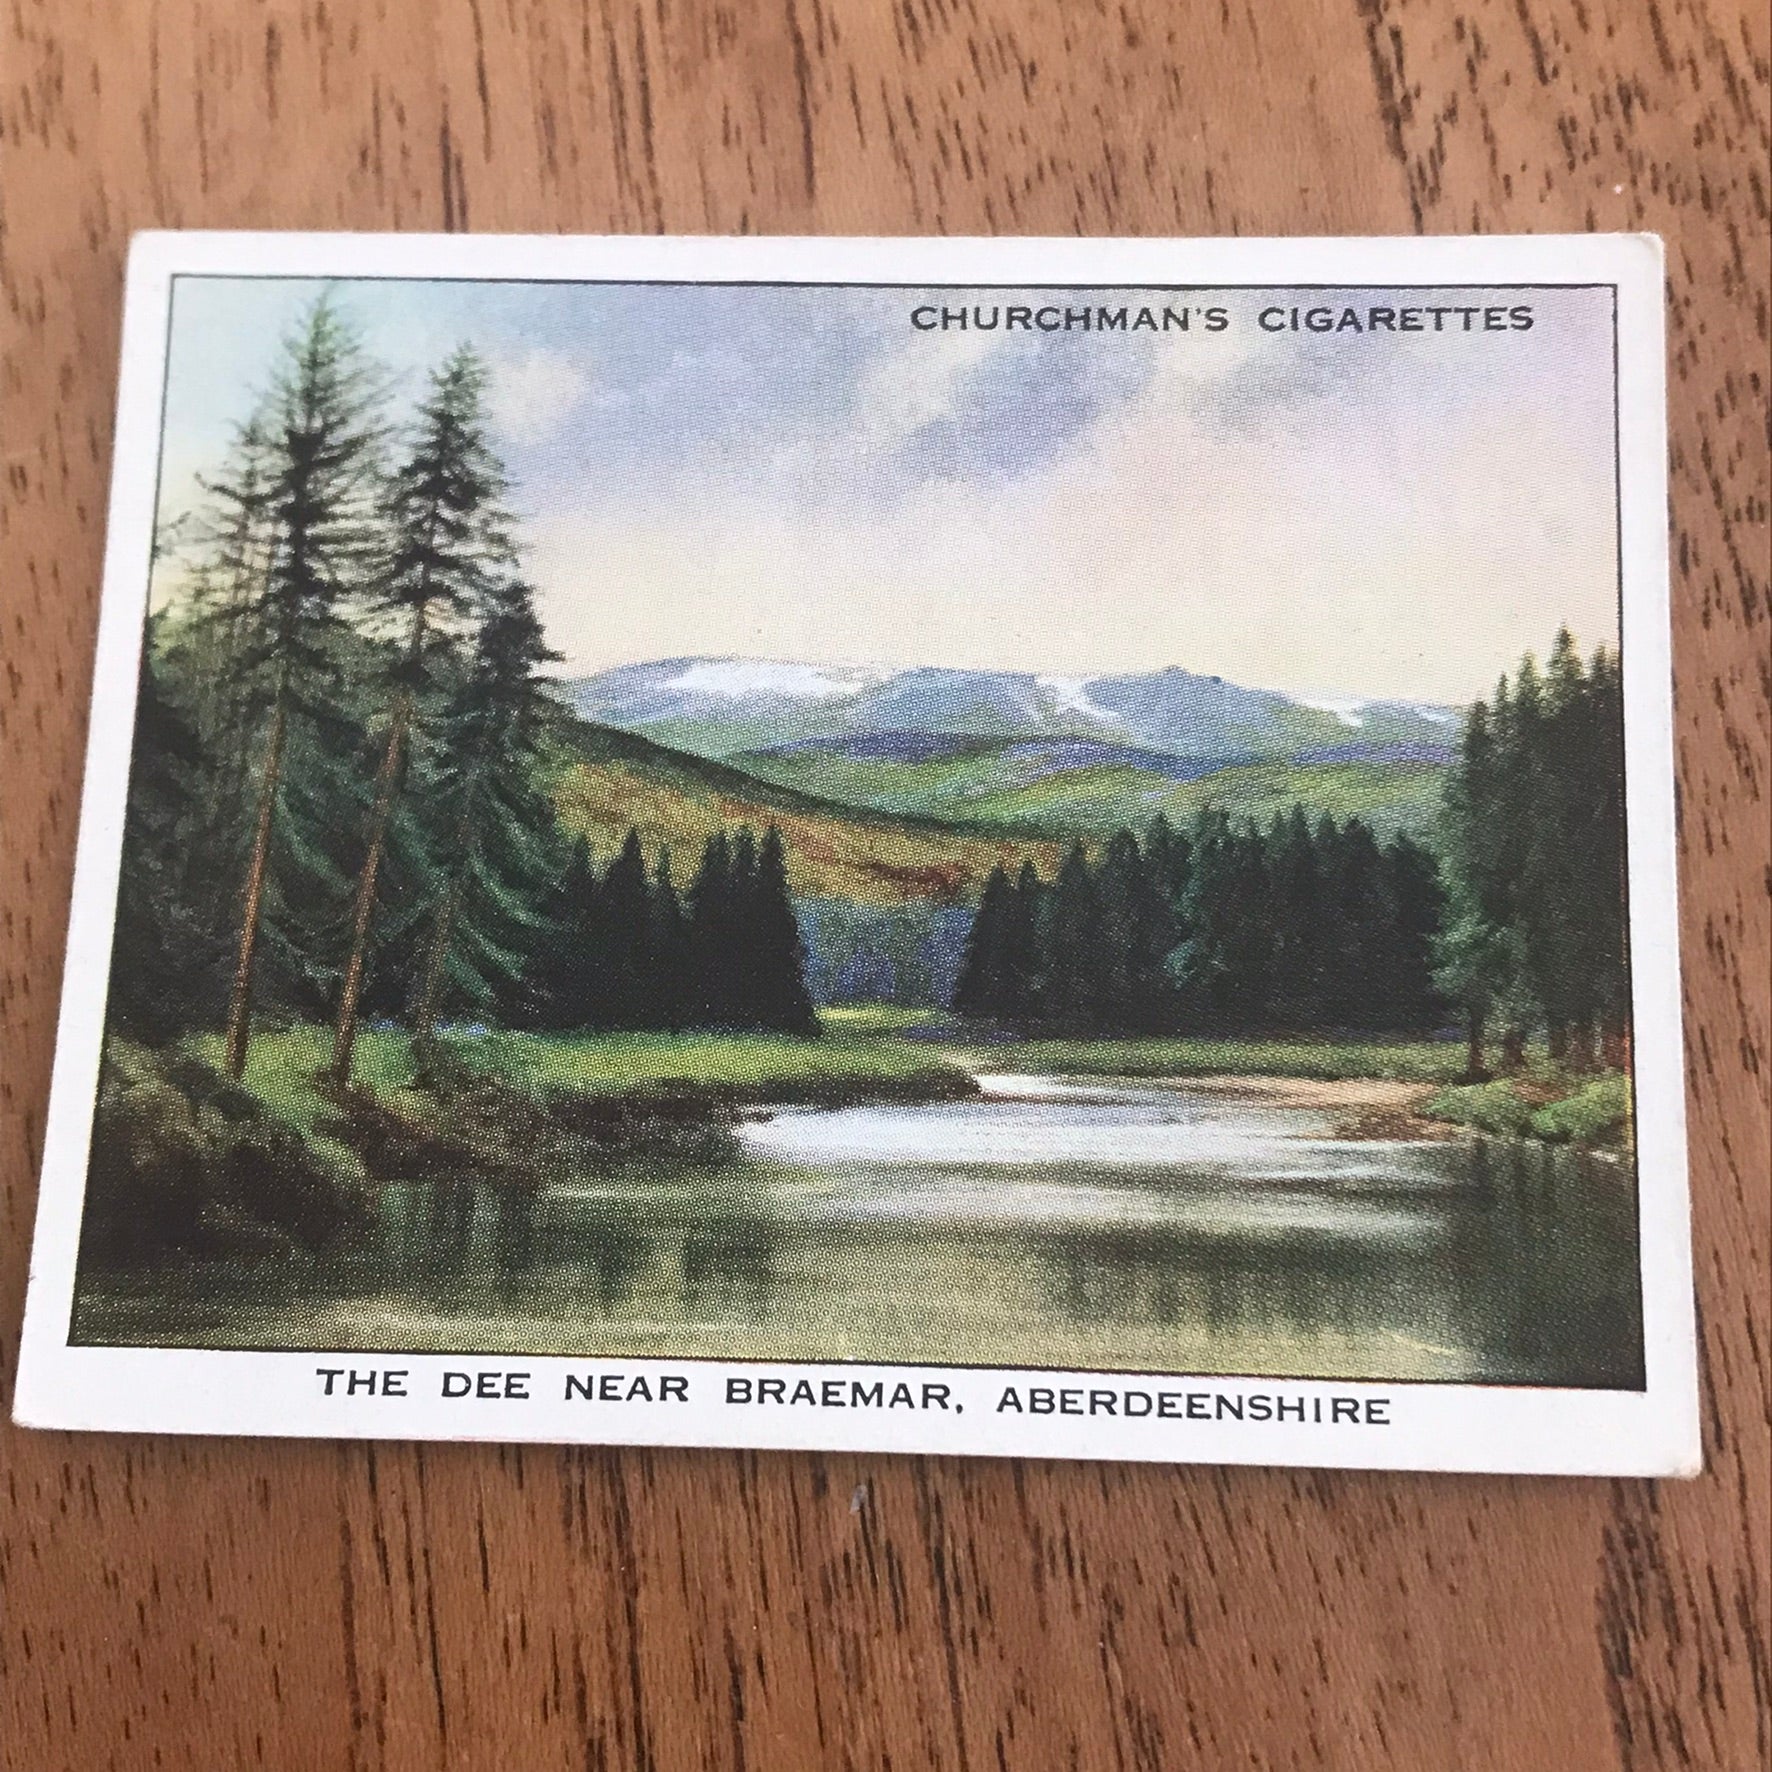 CHURCHMAN'S CIGARETTES
THE DEE NEAR BRAEMAR, ABERDEENSHIRE